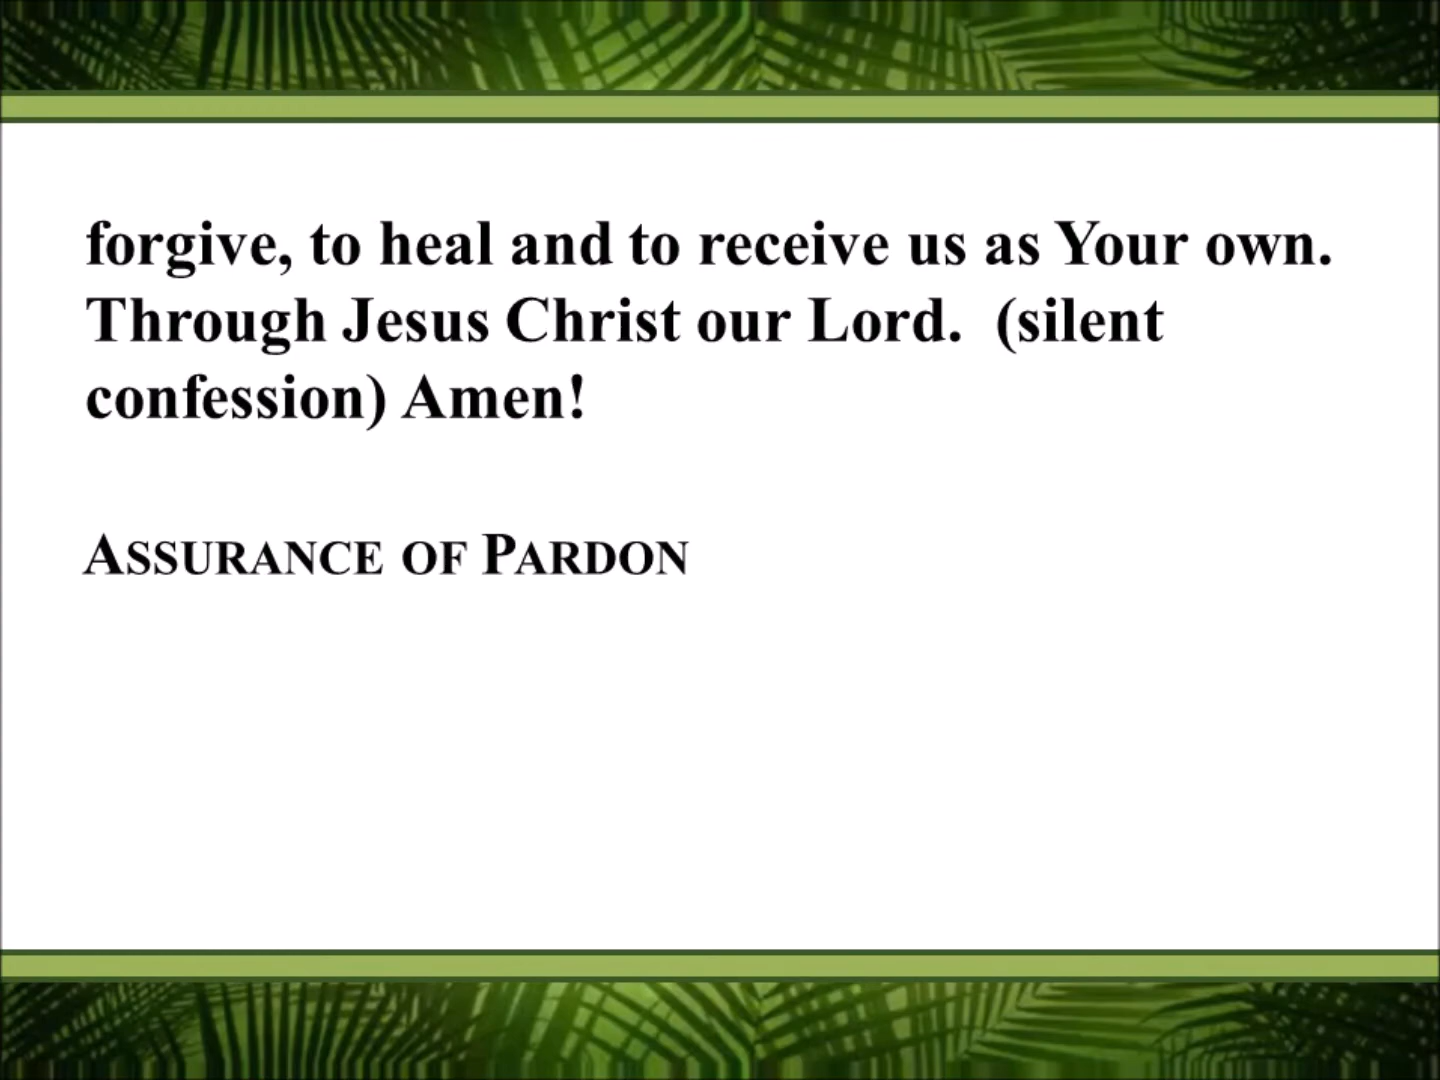 forgive, to heal and to receive us as Your own.
Through Jesus Christ our Lord.  (silent
confession) Amen!
ASSURANCE OF PARDON